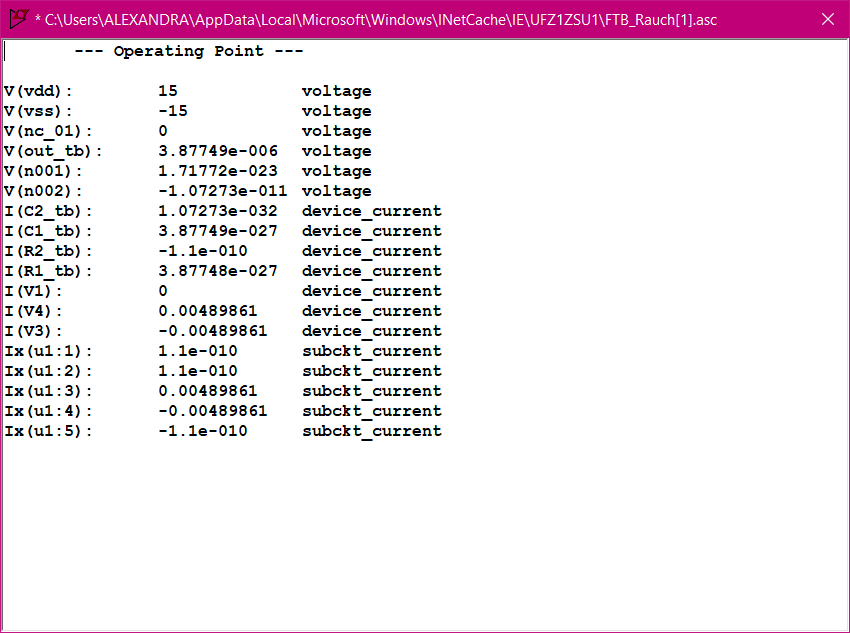 * C:\Users\ALEXANDRA\AppData\Local\Microsoft\Windows\INetCache\IE\UFZ1ZSU1\FTB_Rauch[1].asc
--- Operating Point ---
V(vdd): 15 voltage
V(vss): -15 voltage
V(nc_01): 0 voltage
V(out_tb): 3.87749e-006 voltage
V(n001): 1.71772e-023 voltage
V(n002): -1.07273e-011 voltage
I(C2_tb): 1.07273e-032 device_current
I(C1_tb): 3.87749e-027 device_current
I(R2_tb): -1.1e-010 device_current
I(R1_tb): 3.87748e-027 device_current
I(V1): 0 device_current
I(V4): 0.00489861 device_current
I(V3): -0.00489861 device_current
Ix(u1:1): 1.1e-010 subckt_current
Ix(u1:2): 1.1e-010 subckt_current
Ix(u1:3): 0.00489861 subckt_current
Ix(u1:4): -0.00489861 subckt_current
Ix(u1:5): -1.1e-010 subckt_current